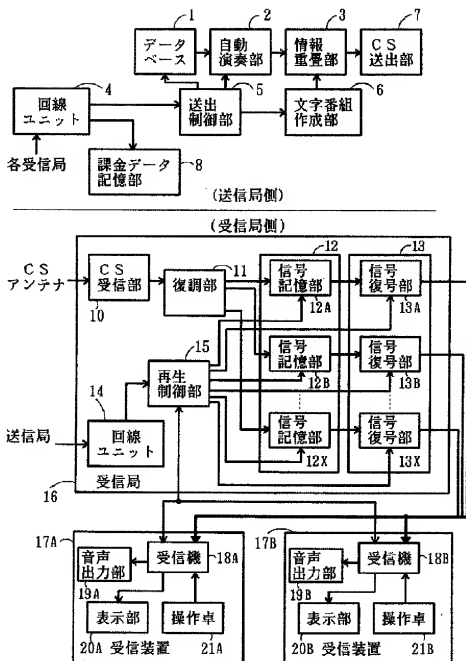 1
2
3
7
データ
ベース
自動
演奏部
情報
重畳部
CS
送出部
4
5
6
回線
ユニット
送出
制御部
文字番組
作成部
各受信局
8
課金データ
記憶部
(送信局側)
(受信局側)
CS
アンテナ
CS
受信部
10
11
復調部
12
信号
記憶部
12A
13
信号
復号部
13A
15
再生
制御部
信号
記憶部
12B
信号
復号部
13B
14
送信局
回線
ユニット
信号
記憶部
12X
信号
復号部
13X
16
受信局
17A
音声
出力部
19A
受信機
18A
表示部
20A
受信装置
操作卓
21A
17B
音声
出力部
19B
受信機
18B
表示部
20B
受信装置
操作卓
21B